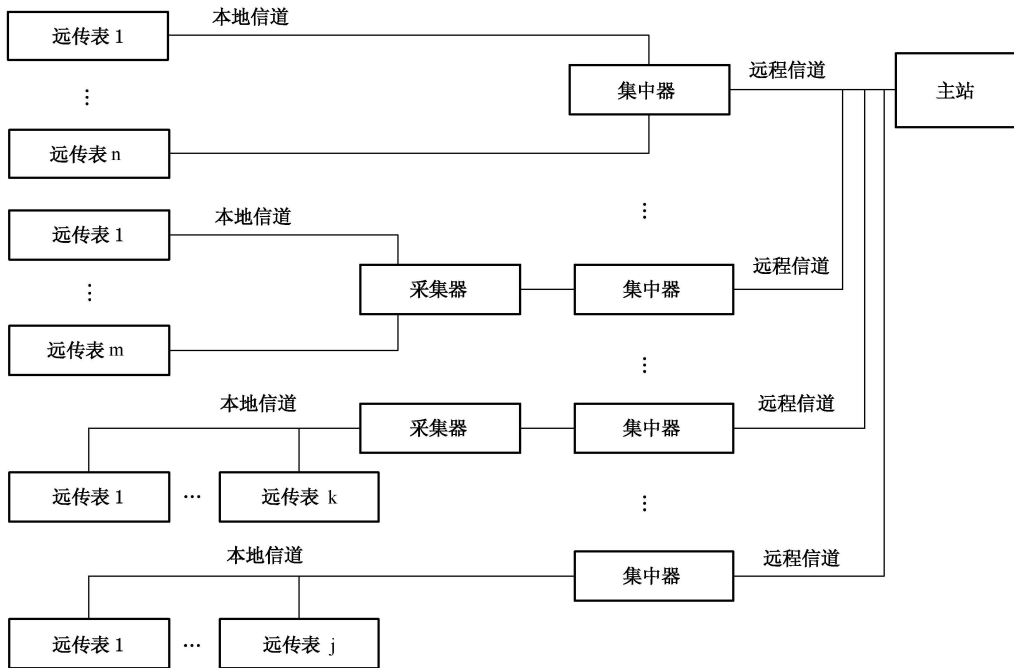 本地信道
远传表 1
远程信道
集中器
主站
⋮
远传表 n
⋮
本地信道
远传表 1
远程信道
采集器
集中器
⋮
远传表 m
⋮
本地信道
远程信道
采集器
集中器
远传表 1
…
远传表 k
⋮
本地信道
远程信道
集中器
远传表 1
…
远传表 j